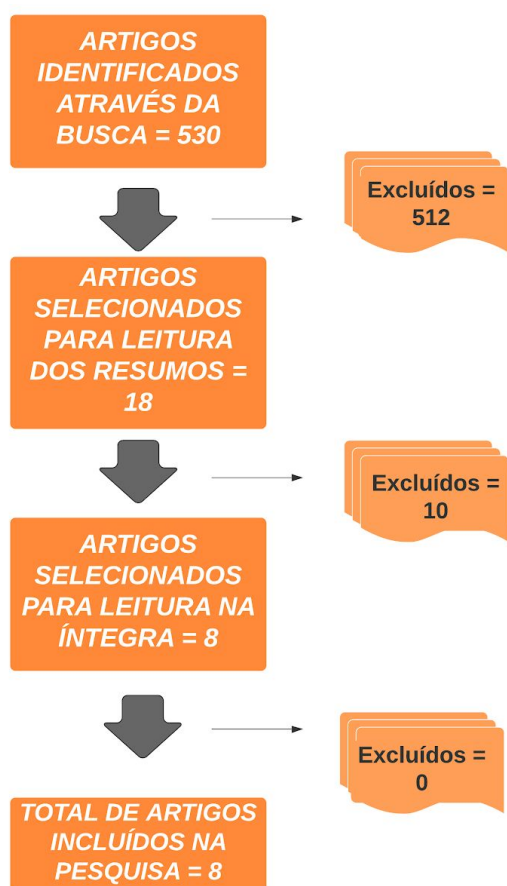 ARTIGOS
IDENTIFICADOS
ATRAVÉS DA
BUSCA = 530
Excluídos =
512
ARTIGOS
SELECIONADOS
PARA LEITURA
DOS RESUMOS =
18
Excluídos =
10
ARTIGOS
SELECIONADOS
PARA LEITURA NA
ÍNTEGRA = 8
Excluídos =
0
TOTAL DE ARTIGOS
INCLUÍDOS NA
PESQUISA = 8